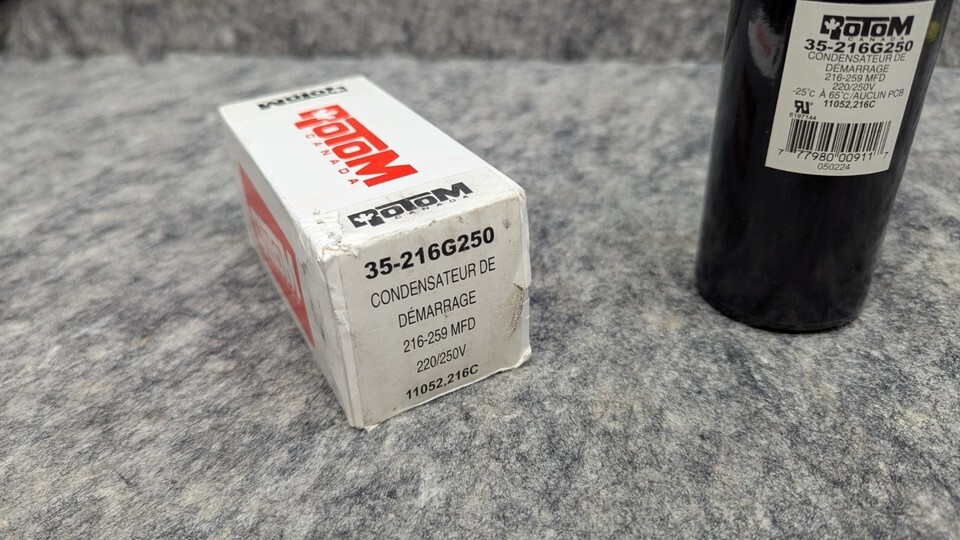 ROTOM
ROTOM
CANADA
ROTOM
CANADA
35-216G250
CONDENSATEUR DE
DÉMARRAGE
216-259 MFD
220/250V
11052,216C
ROTOM
CANADA
35-216G250
CONDENSATEUR DE
DÉMARRAGE
216-259 MFD
220/250V
-25°C À 65°C/AUCUN PCB
11052,216C
E197144
7 77980 00911 7
050224